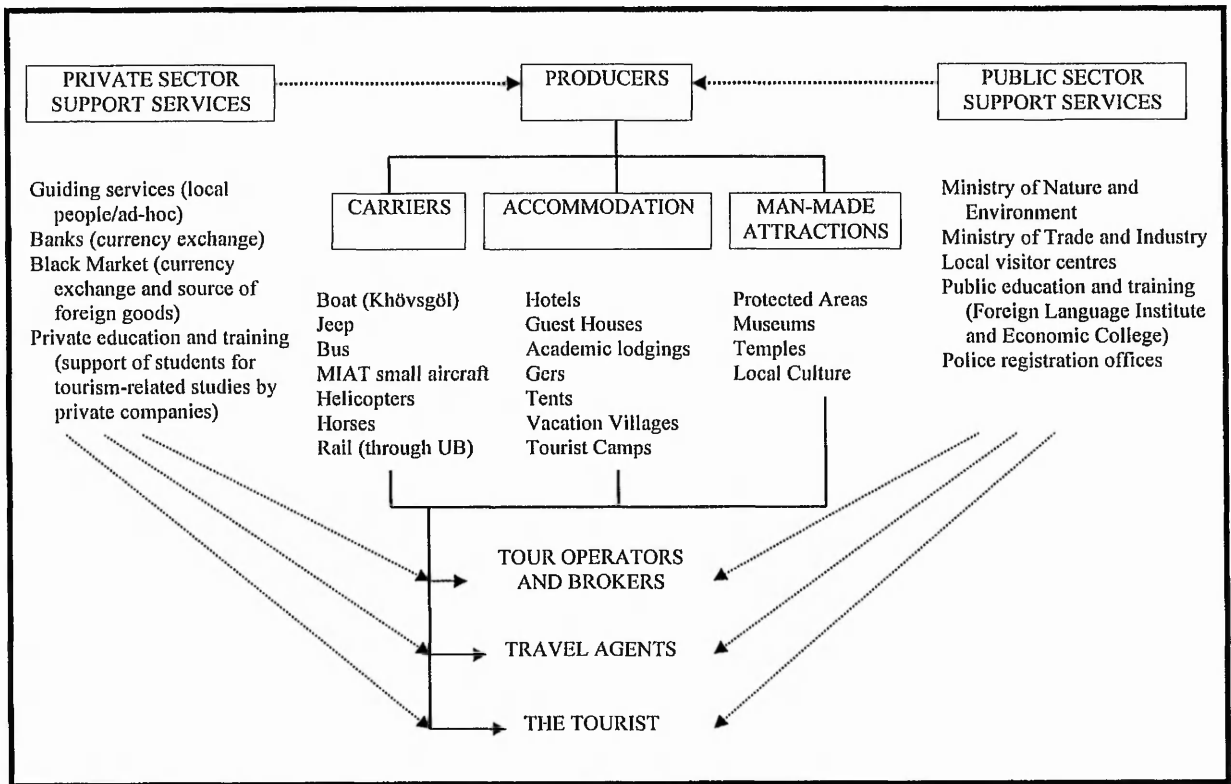 PRIVATE SECTOR
SUPPORT SERVICES
PRODUCERS
PUBLIC SECTOR
SUPPORT SERVICES
Guiding services (local
people/ad-hoc)
Banks (currency exchange)
Black Market (currency
exchange and source of
foreign goods)
Private education and training
(support of students for
tourism-related studies by
private companies)
CARRIERS
Boat (Khövsgöl)
Jeep
Bus
MIAT small aircraft
Helicopters
Horses
Rail (through UB)
ACCOMMODATION
Hotels
Guest Houses
Academic lodgings
Gers
Tents
Vacation Villages
Tourist Camps
MAN-MADE
ATTRACTIONS
Protected Areas
Museums
Temples
Local Culture
Ministry of Nature and
Environment
Ministry of Trade and Industry
Local visitor centres
Public education and training
(Foreign Language Institute
and Economic College)
Police registration offices
TOUR OPERATORS
AND BROKERS
TRAVEL AGENTS
THE TOURIST